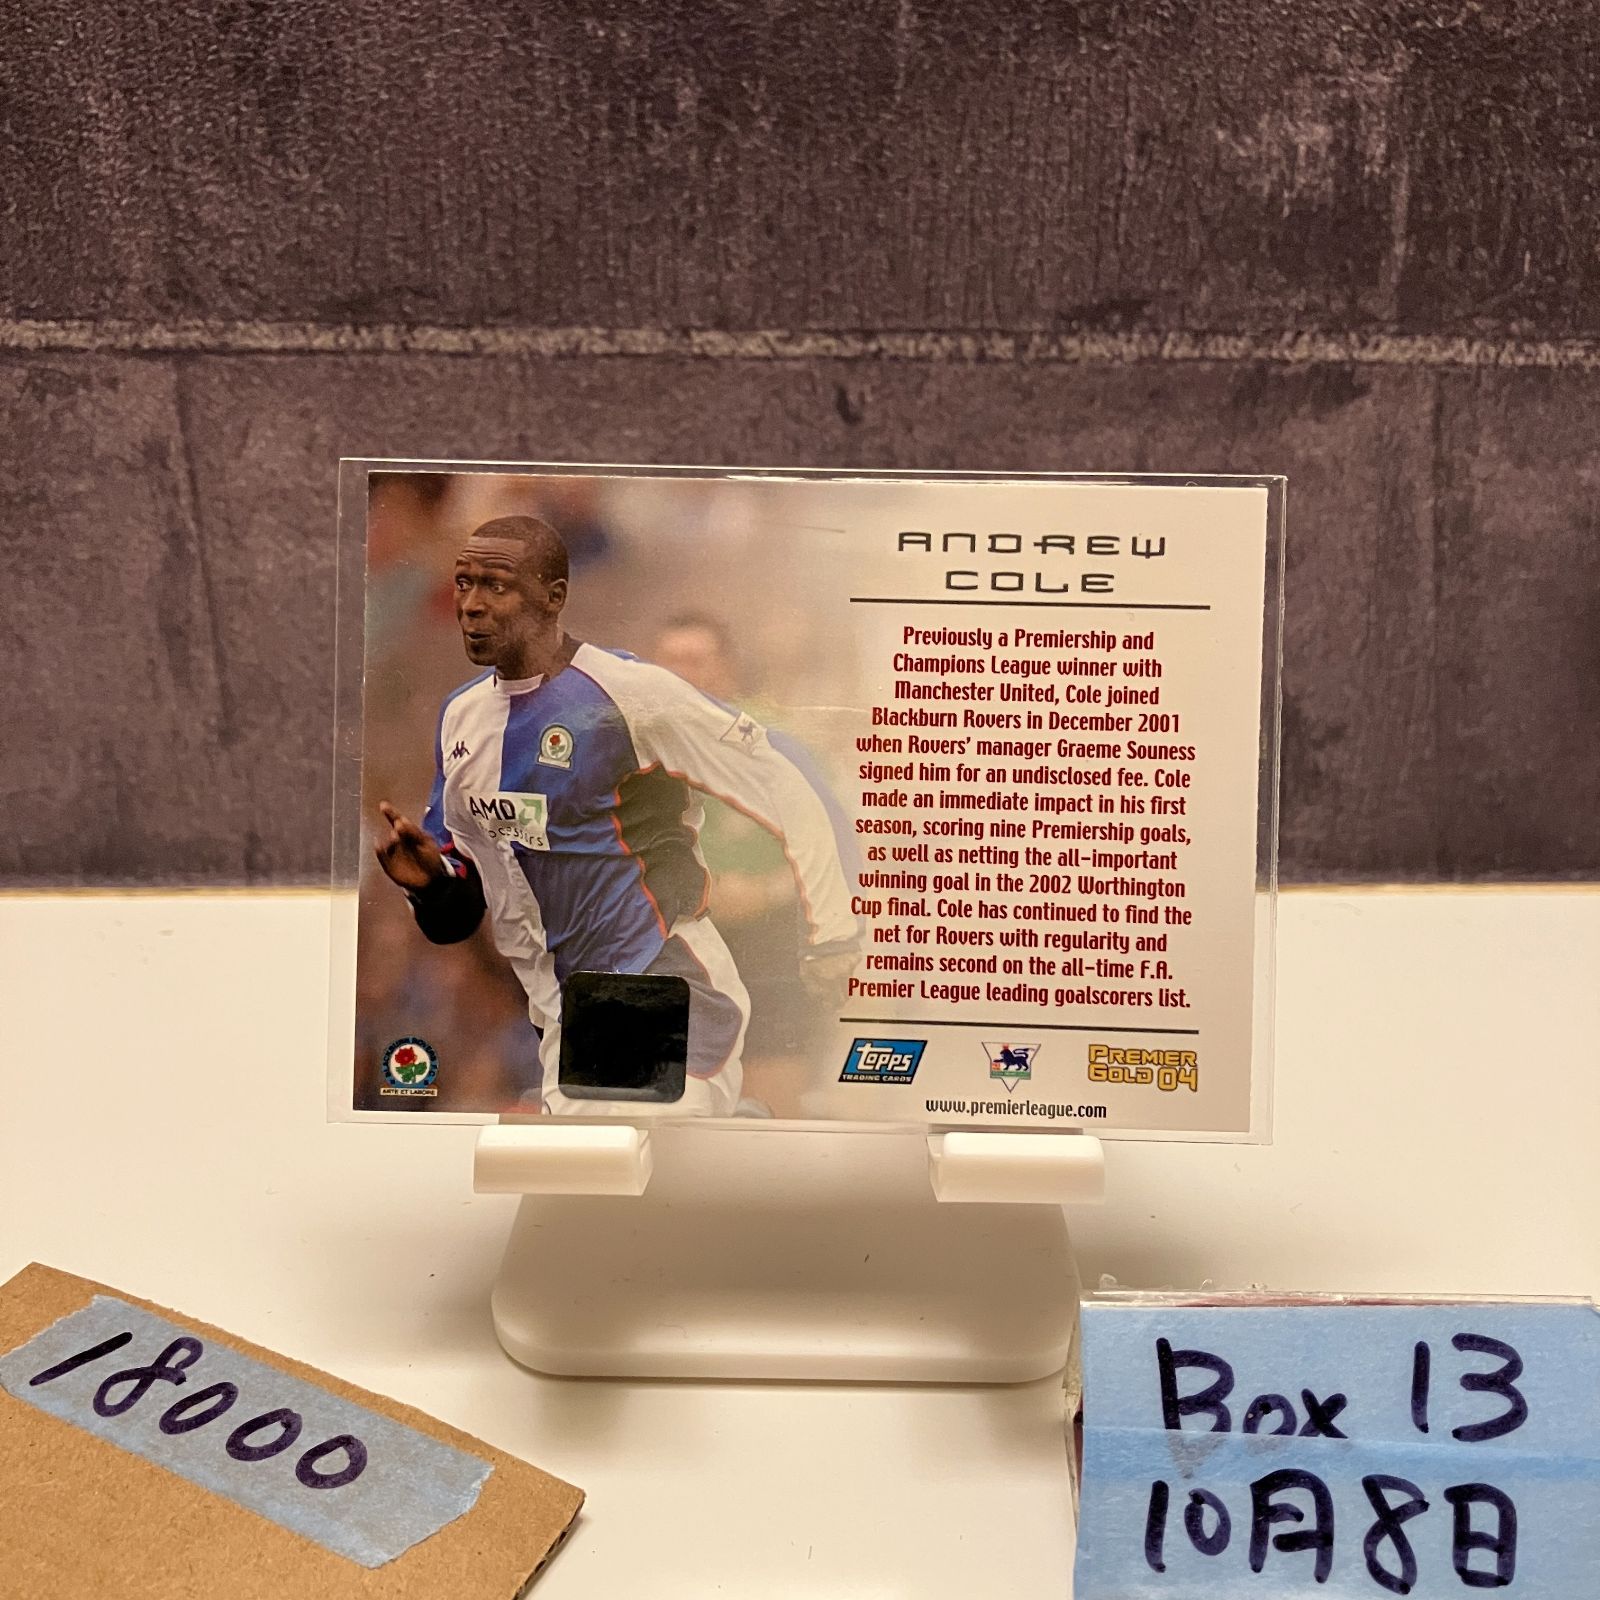 ANDREW
COLE
Previously a Premiership and
Champions League winner with
Manchester United, Cole joined
Blackburn Rovers in December 2001
when Rovers' manager Graeme Souness
signed him for an undisclosed fee. Cole
made an immediate impact in his first
season, scoring nine Premiership goals,
as well as netting the all-important
winning goal in the 2002 Worthington
Cup final. Cole has continued to find the
net for Rovers with regularity and
remains second on the all-time F.A.
Premier League leading goalscorers list.
AMD
ARTE ET LABORE
Topps
TRADING CARDS
PREMIER
GOLD 04
www.premierleague.com
18000
Box 13
10月8日